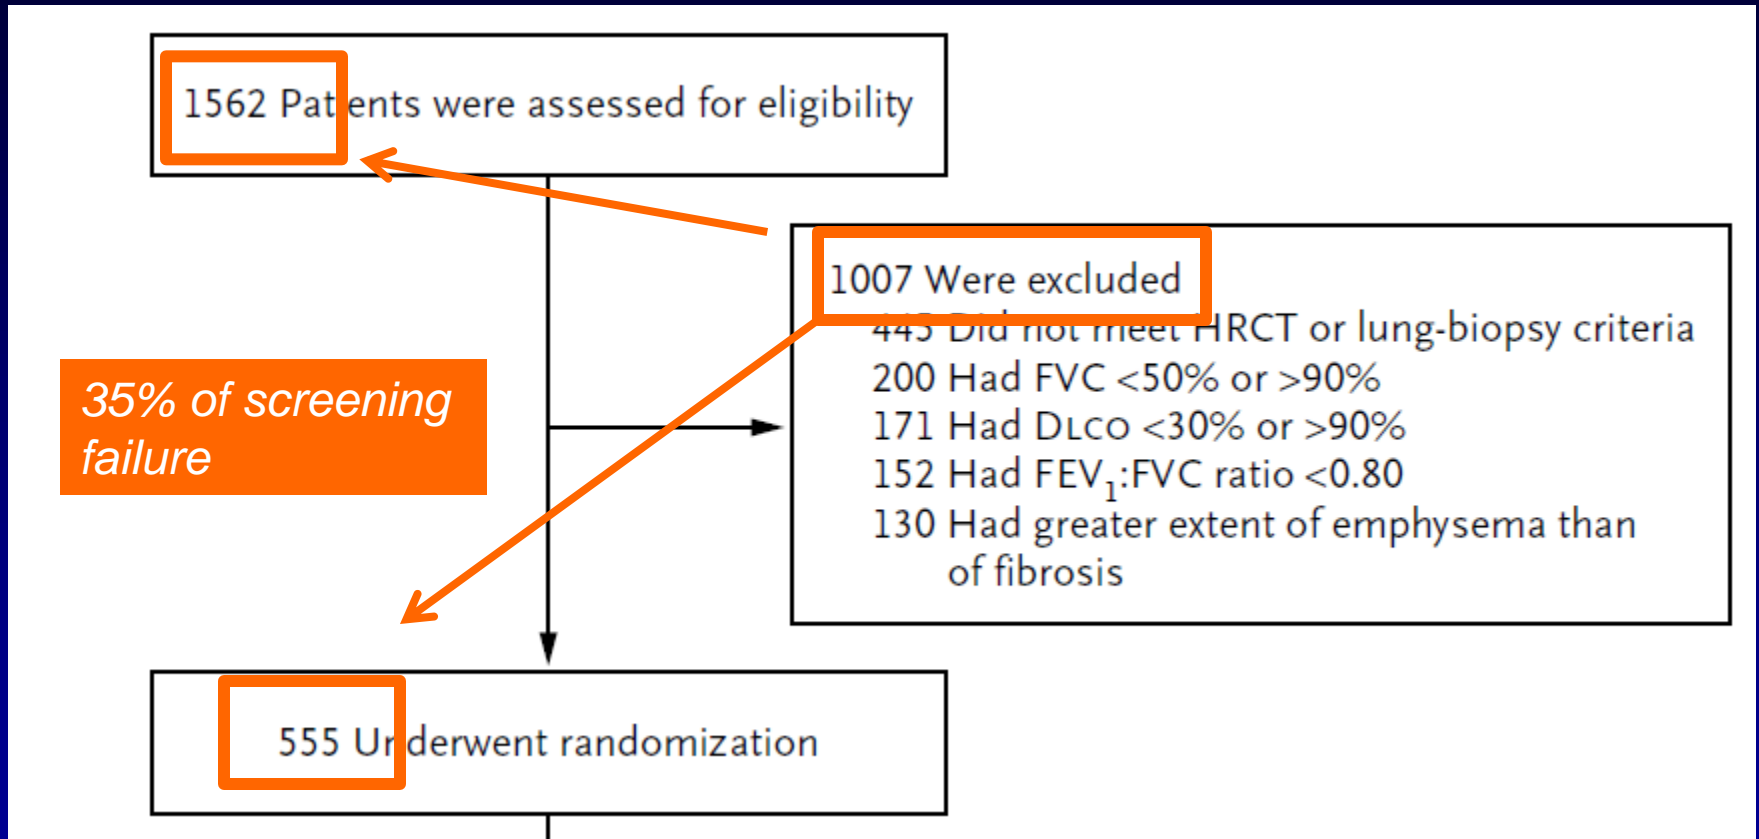 1562 Patients were assessed for eligibility
1007 Were excluded
445 Did not meet HRCT or lung-biopsy criteria
200 Had FVC <50% or >90%
171 Had DLCO <30% or >90%
152 Had FEV1:FVC ratio <0.80
130 Had greater extent of emphysema than
of fibrosis
35% of screening
failure
555 Underwent randomization